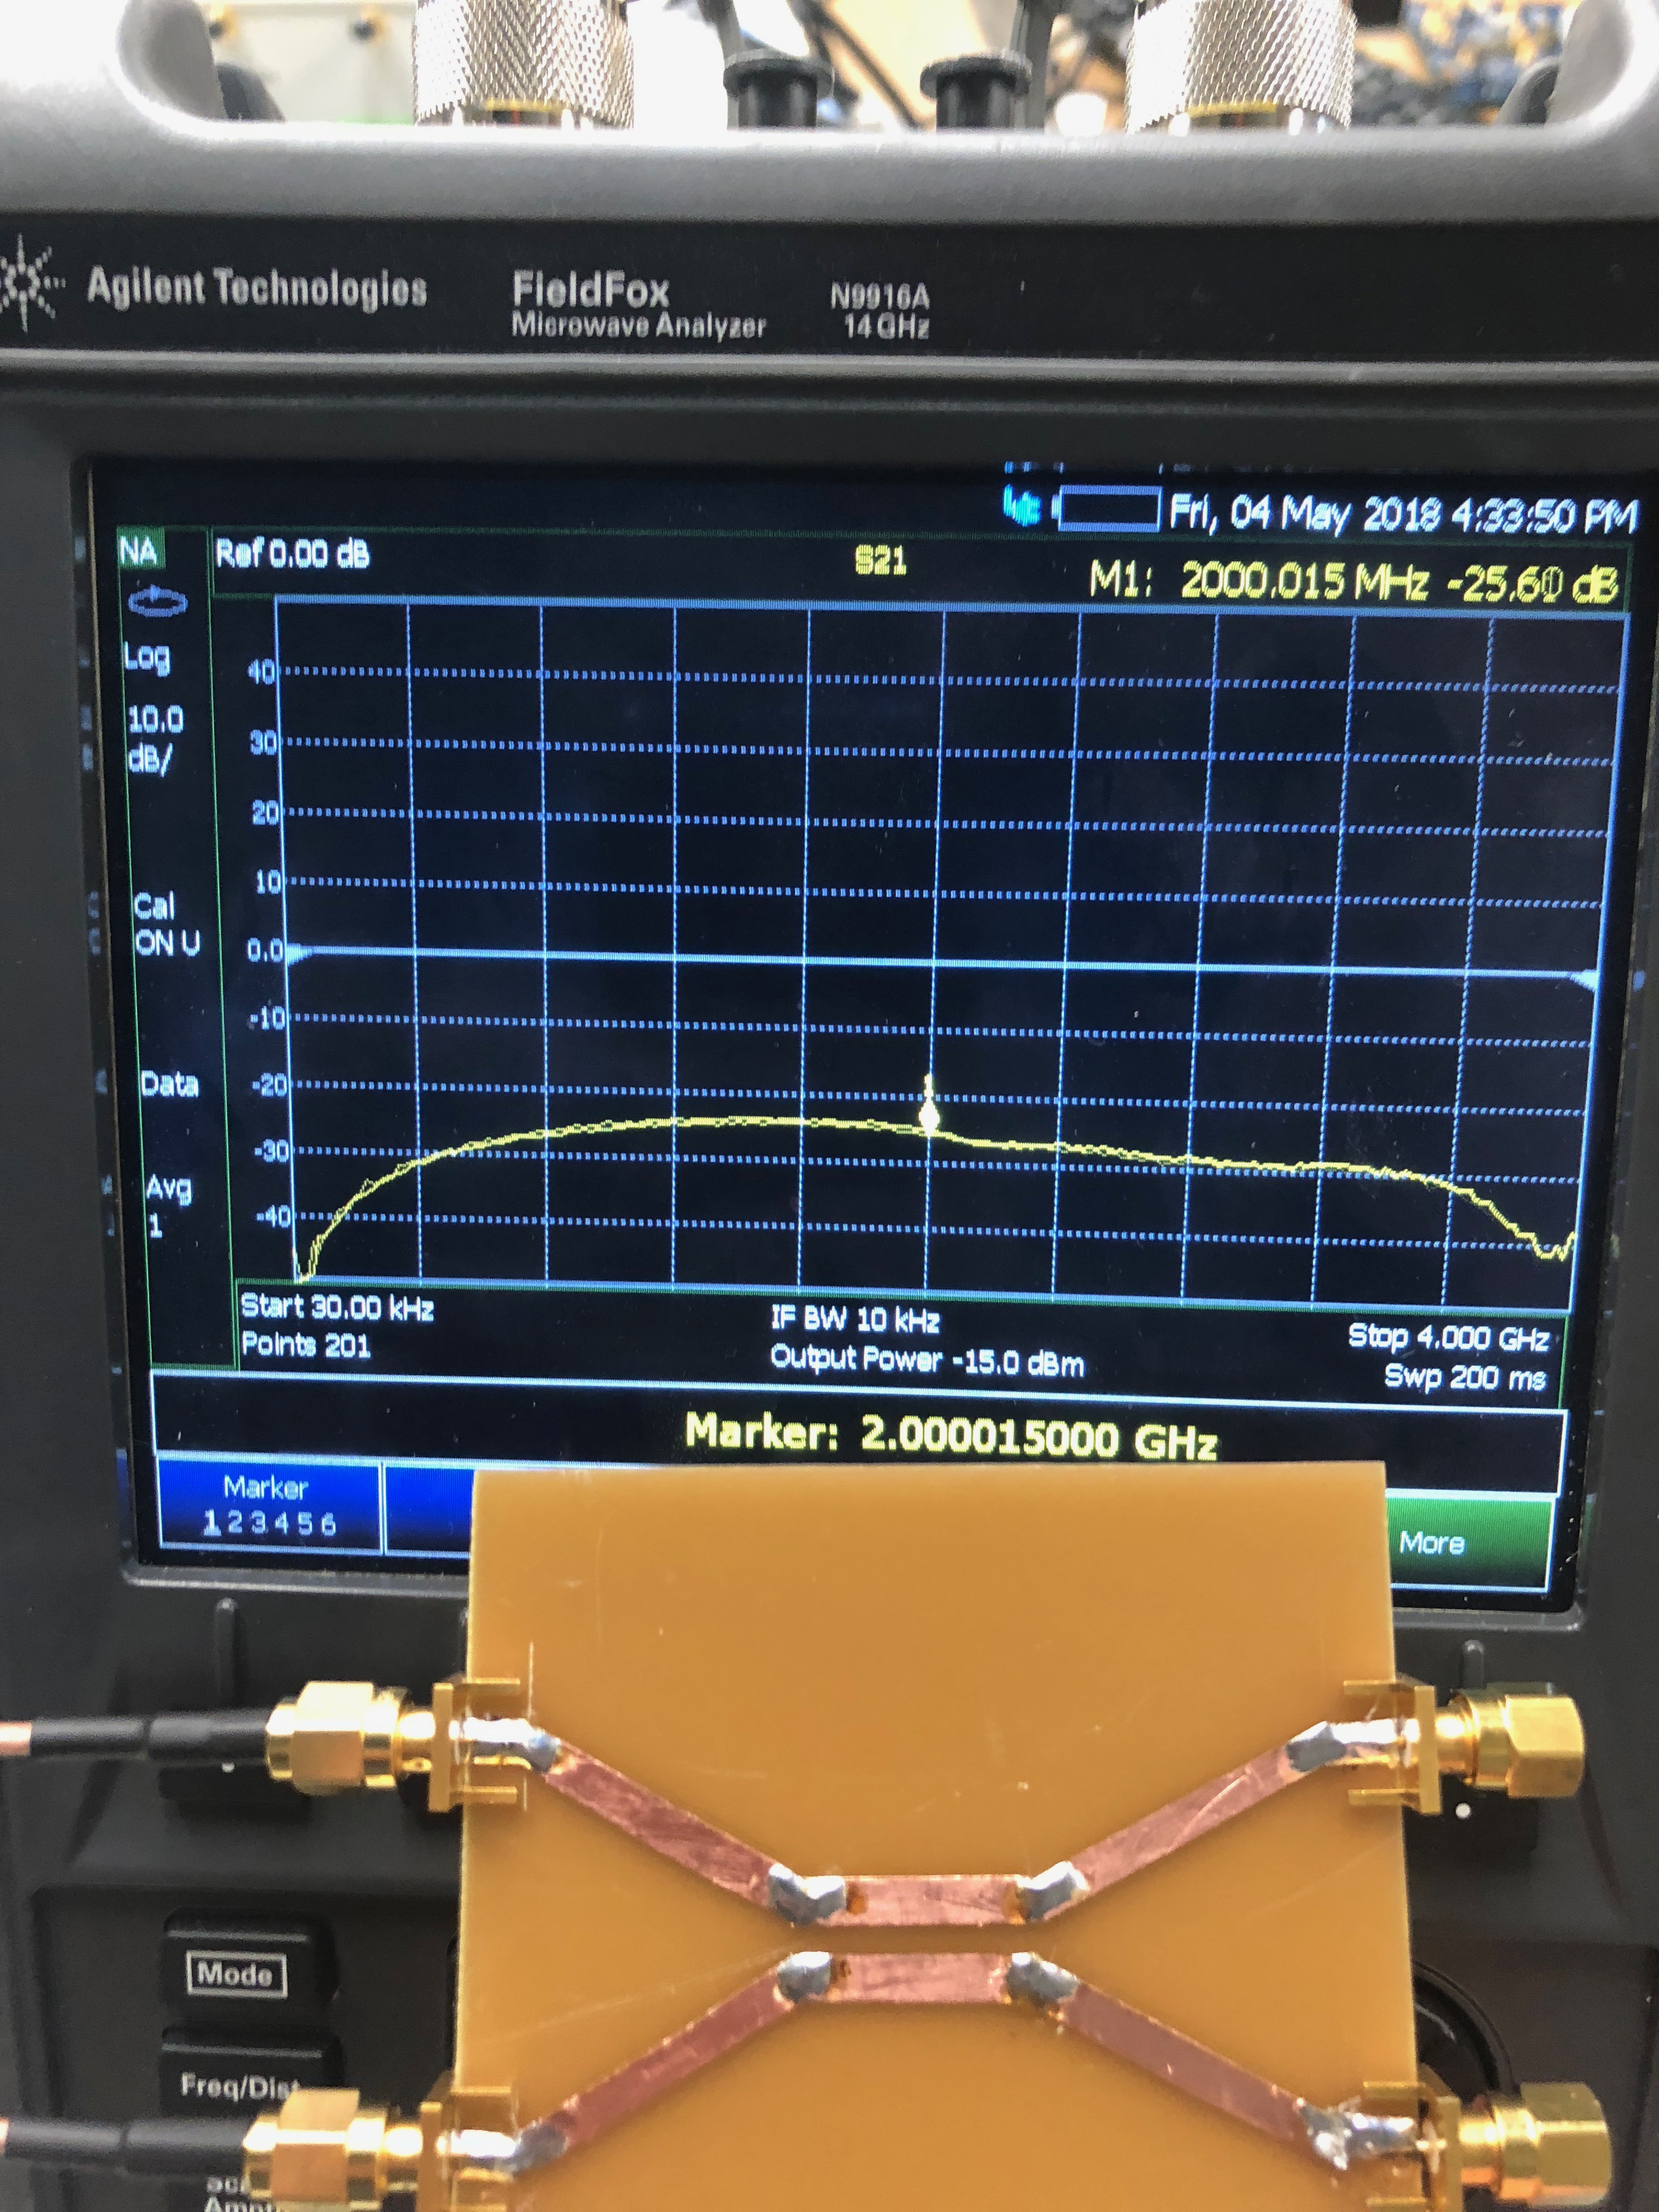 Agilent Technologies FieldFox N9916A
Microwave Analyzer 14 GHz
Fri, 04 May 2018 4:33:50 PM
NA Ref 0.00 dB S21 M1: 2000.015 MHz dB
Log
10.0
dB/
40
30
20
10
0.0
-10
-20
-30
-40
Cal
ON U
Data
Avg
1
Start 30.00 kHz IF BW 10 kHz Stop 4.000 GHz
Points 201 Output Power -15.0 dBm Swp 200 ms
Marker: 2.000015000 GHz
Marker
1 2 3 4 5 6
More
Mode
Freq/Dist